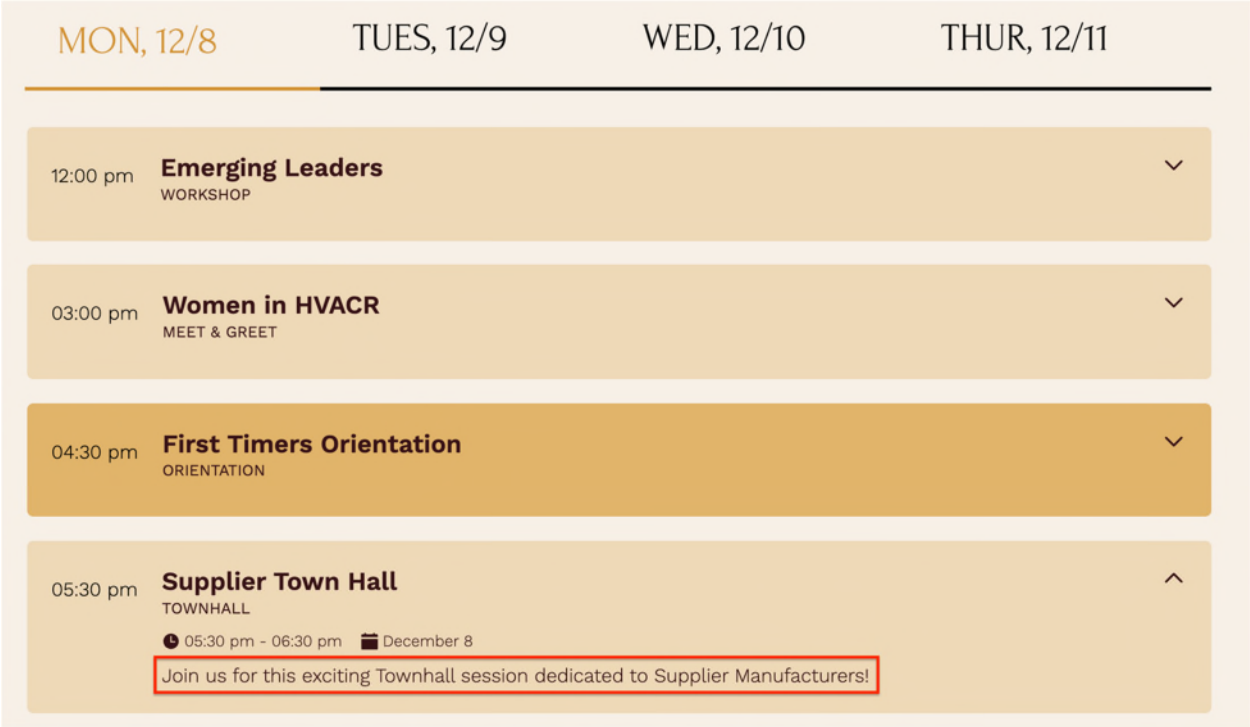 MON, 12/8
TUES, 12/9
WED, 12/10
THUR, 12/11
12:00 pm
Emerging Leaders
WORKSHOP
03:00 pm
Women in HVACR
MEET & GREET
04:30 pm
First Timers Orientation
ORIENTATION
05:30 pm
Supplier Town Hall
TOWNHALL
05:30 pm - 06:30 pm December 8
Join us for this exciting Townhall session dedicated to Supplier Manufacturers!